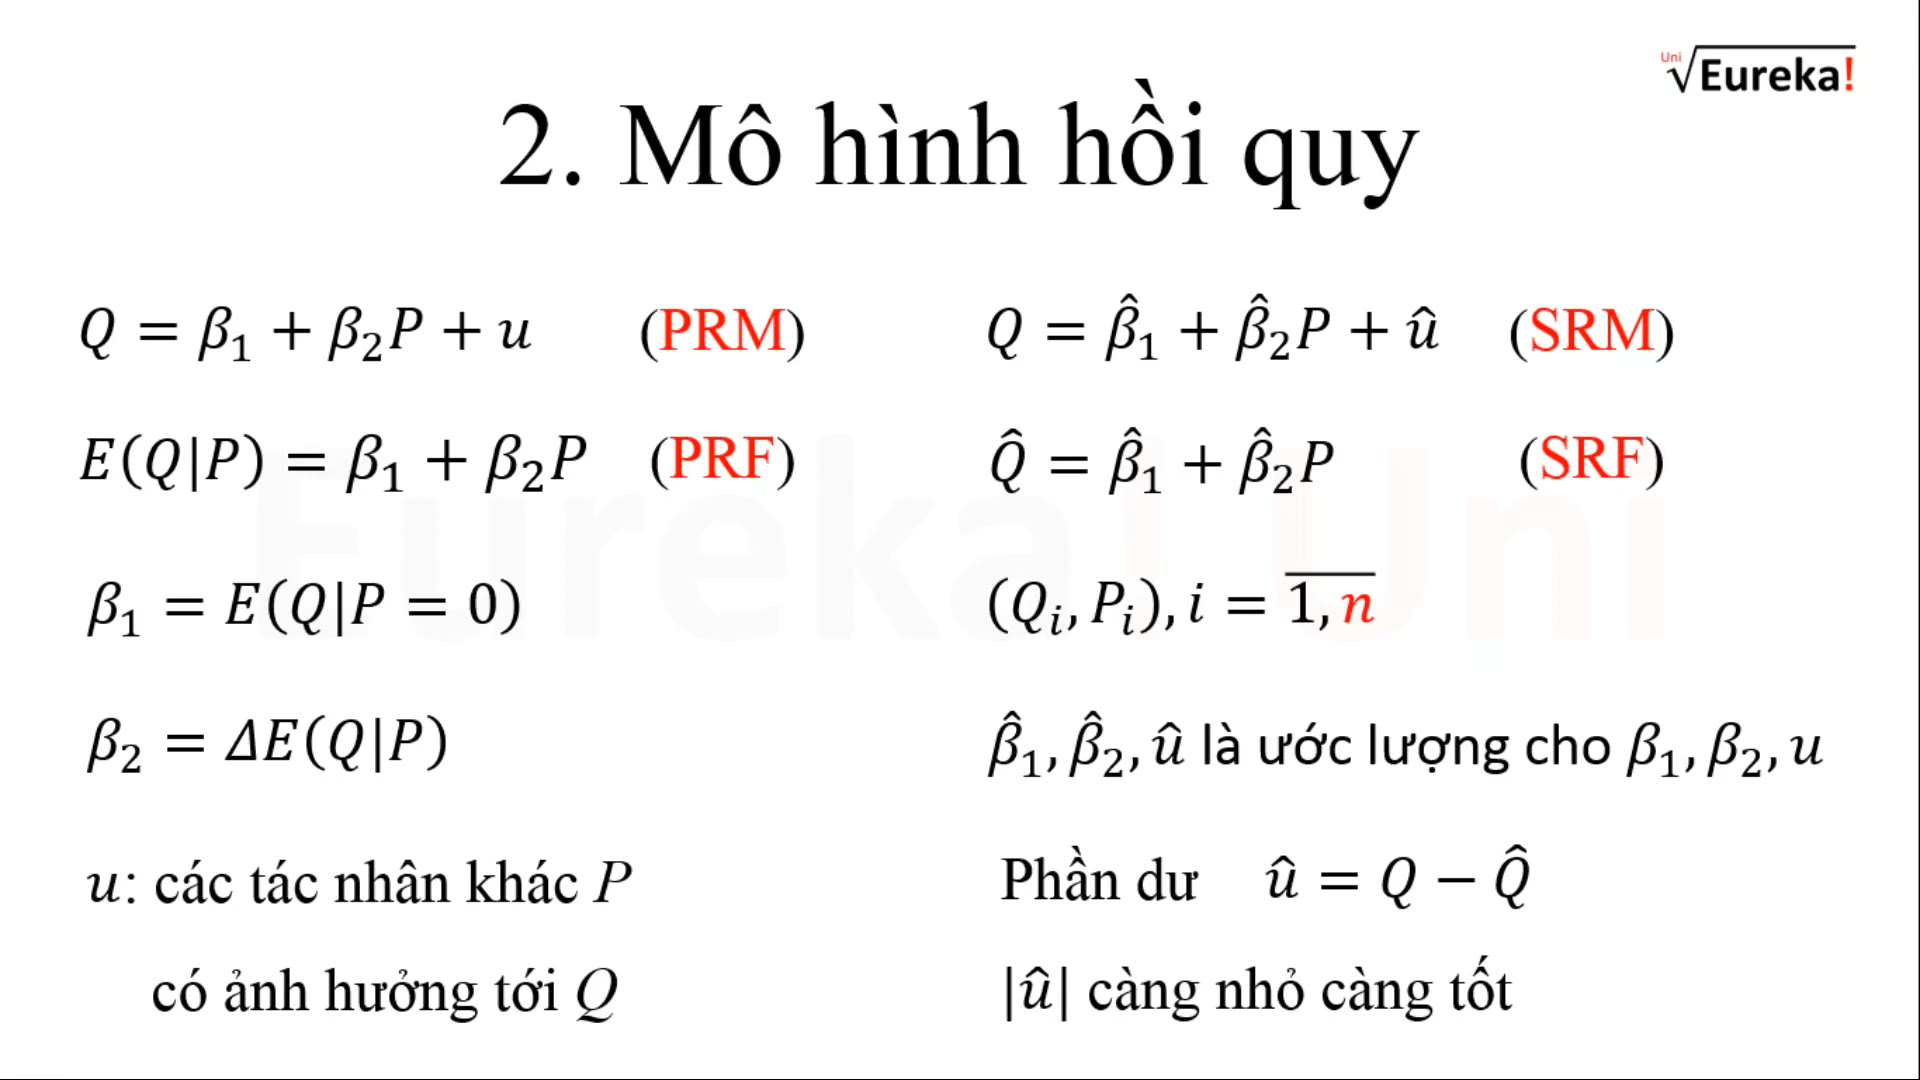 Uni √Eureka!
2. Mô hình hồi quy
Q = β₁ + β₂P + u (PRM)
E(Q|P) = β₁ + β₂P (PRF)
β₁ = E(Q|P = 0)
β₂ = ΔE(Q|P)
u: các tác nhân khác P
có ảnh hưởng tới Q
Q = β̂₁ + β̂₂P + û (SRM)
Q̂ = β̂₁ + β̂₂P (SRF)
(Qᵢ, Pᵢ), i = 1, n
β̂₁, β̂₂, û là ước lượng cho β₁, β₂, u
Phần dư û = Q − Q̂
|û| càng nhỏ càng tốt
Eureka! Uni